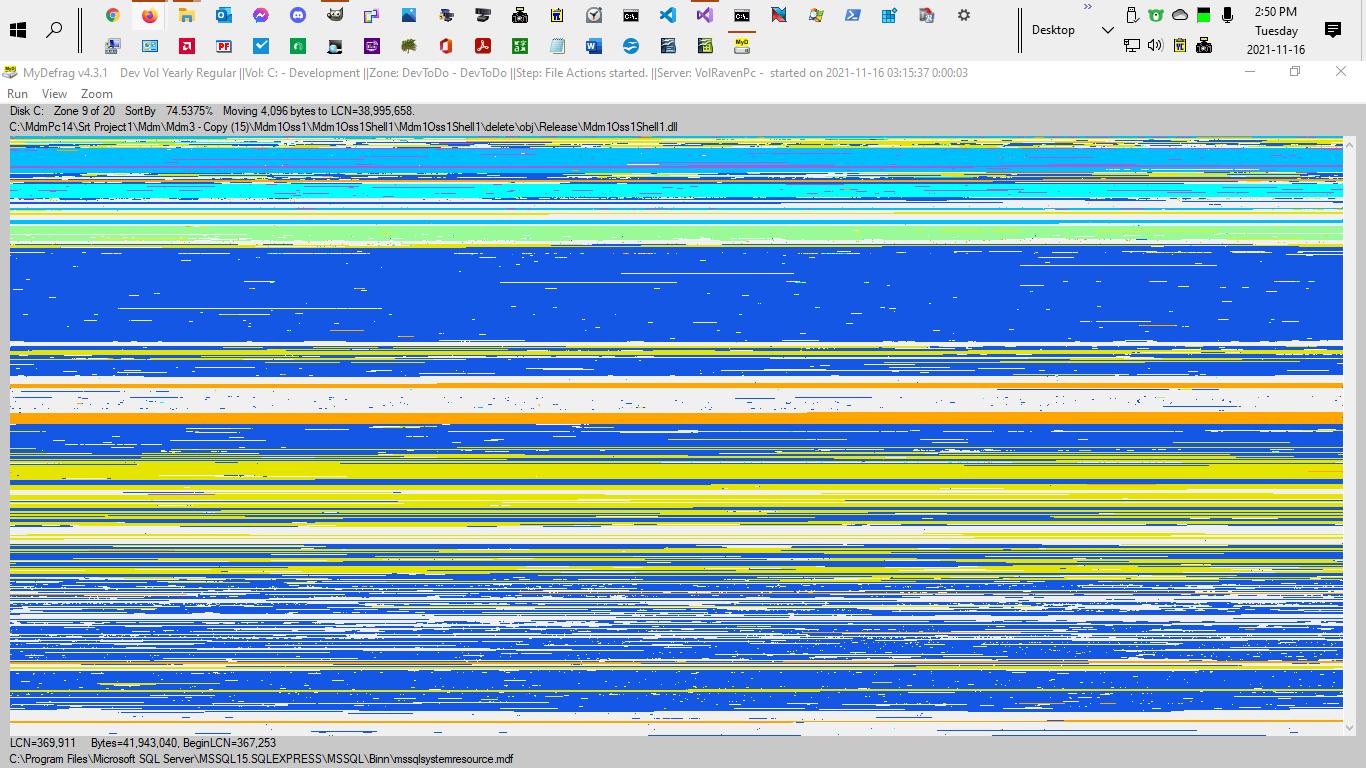 2:50 PM
Desktop
Tuesday
2021-11-16
MyDefrag v4.3.1 Dev Vol Yearly Regular ||Vol: C: - Development ||Zone: DevToDo - DevToDo ||Step: File Actions started. ||Server: VolRavenPc - started on 2021-11-16 03:15:37 0:00:03
Run View Zoom
Disk C: Zone 9 of 20 SortBy 74.5375% Moving 4,096 bytes to LCN=38,995,658.
C:\MdmPc14\Srt Project1\Mdm\Mdm3 - Copy (15)\Mdm1Oss1\Mdm1Oss1Shell1\Mdm1Oss1Shell1\delete\obj\Release\Mdm1Oss1Shell1.dll
LCN=369,911 Bytes=41,943,040, BeginLCN=367,253
C:\Program Files\Microsoft SQL Server\MSSQL15.SQLEXPRESS\MSSQL\Binn\mssqlsystemresource.mdf